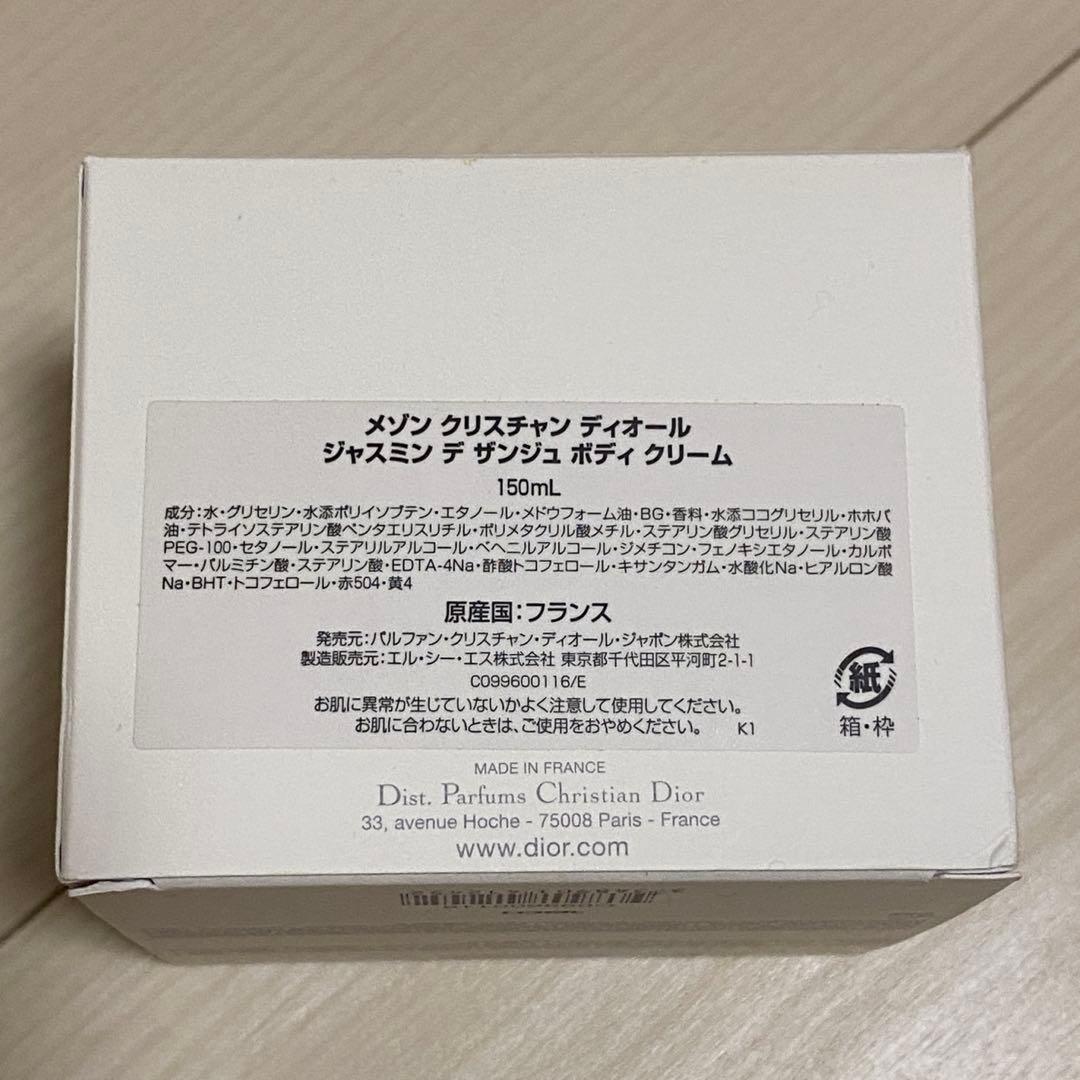 メゾン クリスチャン ディオール
ジャスミン デ ザンジュ ボディ クリーム
150mL
成分：水・グリセリン・水添ポリイソブテン・エタノール・メドウフォーム油・BG・香料・水添ココグリセリル・ホホバ
油・テトライソステアリン酸ペンタエリスリチル・ポリメタクリル酸メチル・ステアリン酸グリセリル・ステアリン酸
PEG-100・セタノール・ステアリルアルコール・ベヘニルアルコール・ジメチコン・フェノキシエタノール・カルボ
マー・パルミチン酸・ステアリン酸・EDTA-4Na・酢酸トコフェロール・キサンタンガム・水酸化Na・ヒアルロン酸
Na・BHT・トコフェロール・赤504・黄4
原産国：フランス
発売元：パルファン・クリスチャン・ディオール・ジャポン株式会社
製造販売元：エル・シー・エス株式会社 東京都千代田区平河町2-1-1
C099600116/E
お肌に異常が生じていないかよく注意して使用してください。
お肌に合わないときは、ご使用をおやめください。 K1
紙
箱・枠
MADE IN FRANCE
Dist. Parfums Christian Dior
33, avenue Hoche - 75008 Paris - France
www.dior.com